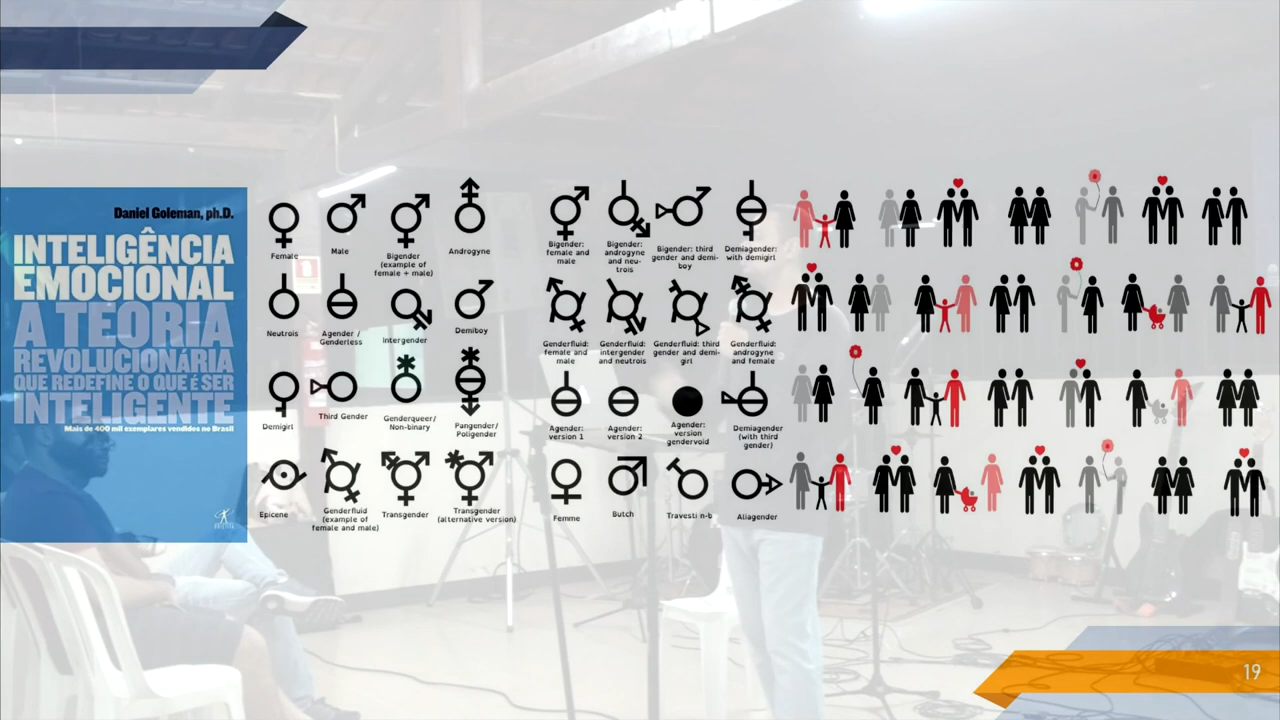 Daniel Goleman, ph.D.
INTELIGÊNCIA
EMOCIONAL
A TEORIA
REVOLUCIONÁRIA
QUE REDEFINE O QUE É SER
INTELIGENTE
Mais de 400 mil exemplares vendidos no Brasil
OBJETIVA
Female
Male
Bigender
(example of
female + male)
Androgyne
Neutrois
Agender /
Genderless
Intergender
Demiboy
Demigirl
Third Gender
Genderqueer/
Non-binary
Pangender/
Poligender
Epicene
Genderfluid
(example of
female and male)
Transgender
Transgender
(alternative version)
Bigender:
female and
male
Bigender:
androgyne
and neu-
trois
Bigender: third
gender and demi-
boy
Demiagender:
with demigirl
Genderfluid:
female and
male
Genderfluid:
intergender
and neutrois
Genderfluid: third
gender and demi-
girl
Genderfluid:
androgyne
and female
Agender:
version 1
Agender:
version 2
Agender:
version
gendervoid
Demiagender
(with third
gender)
Femme
Butch
Travesti n-b
Aliagender
19